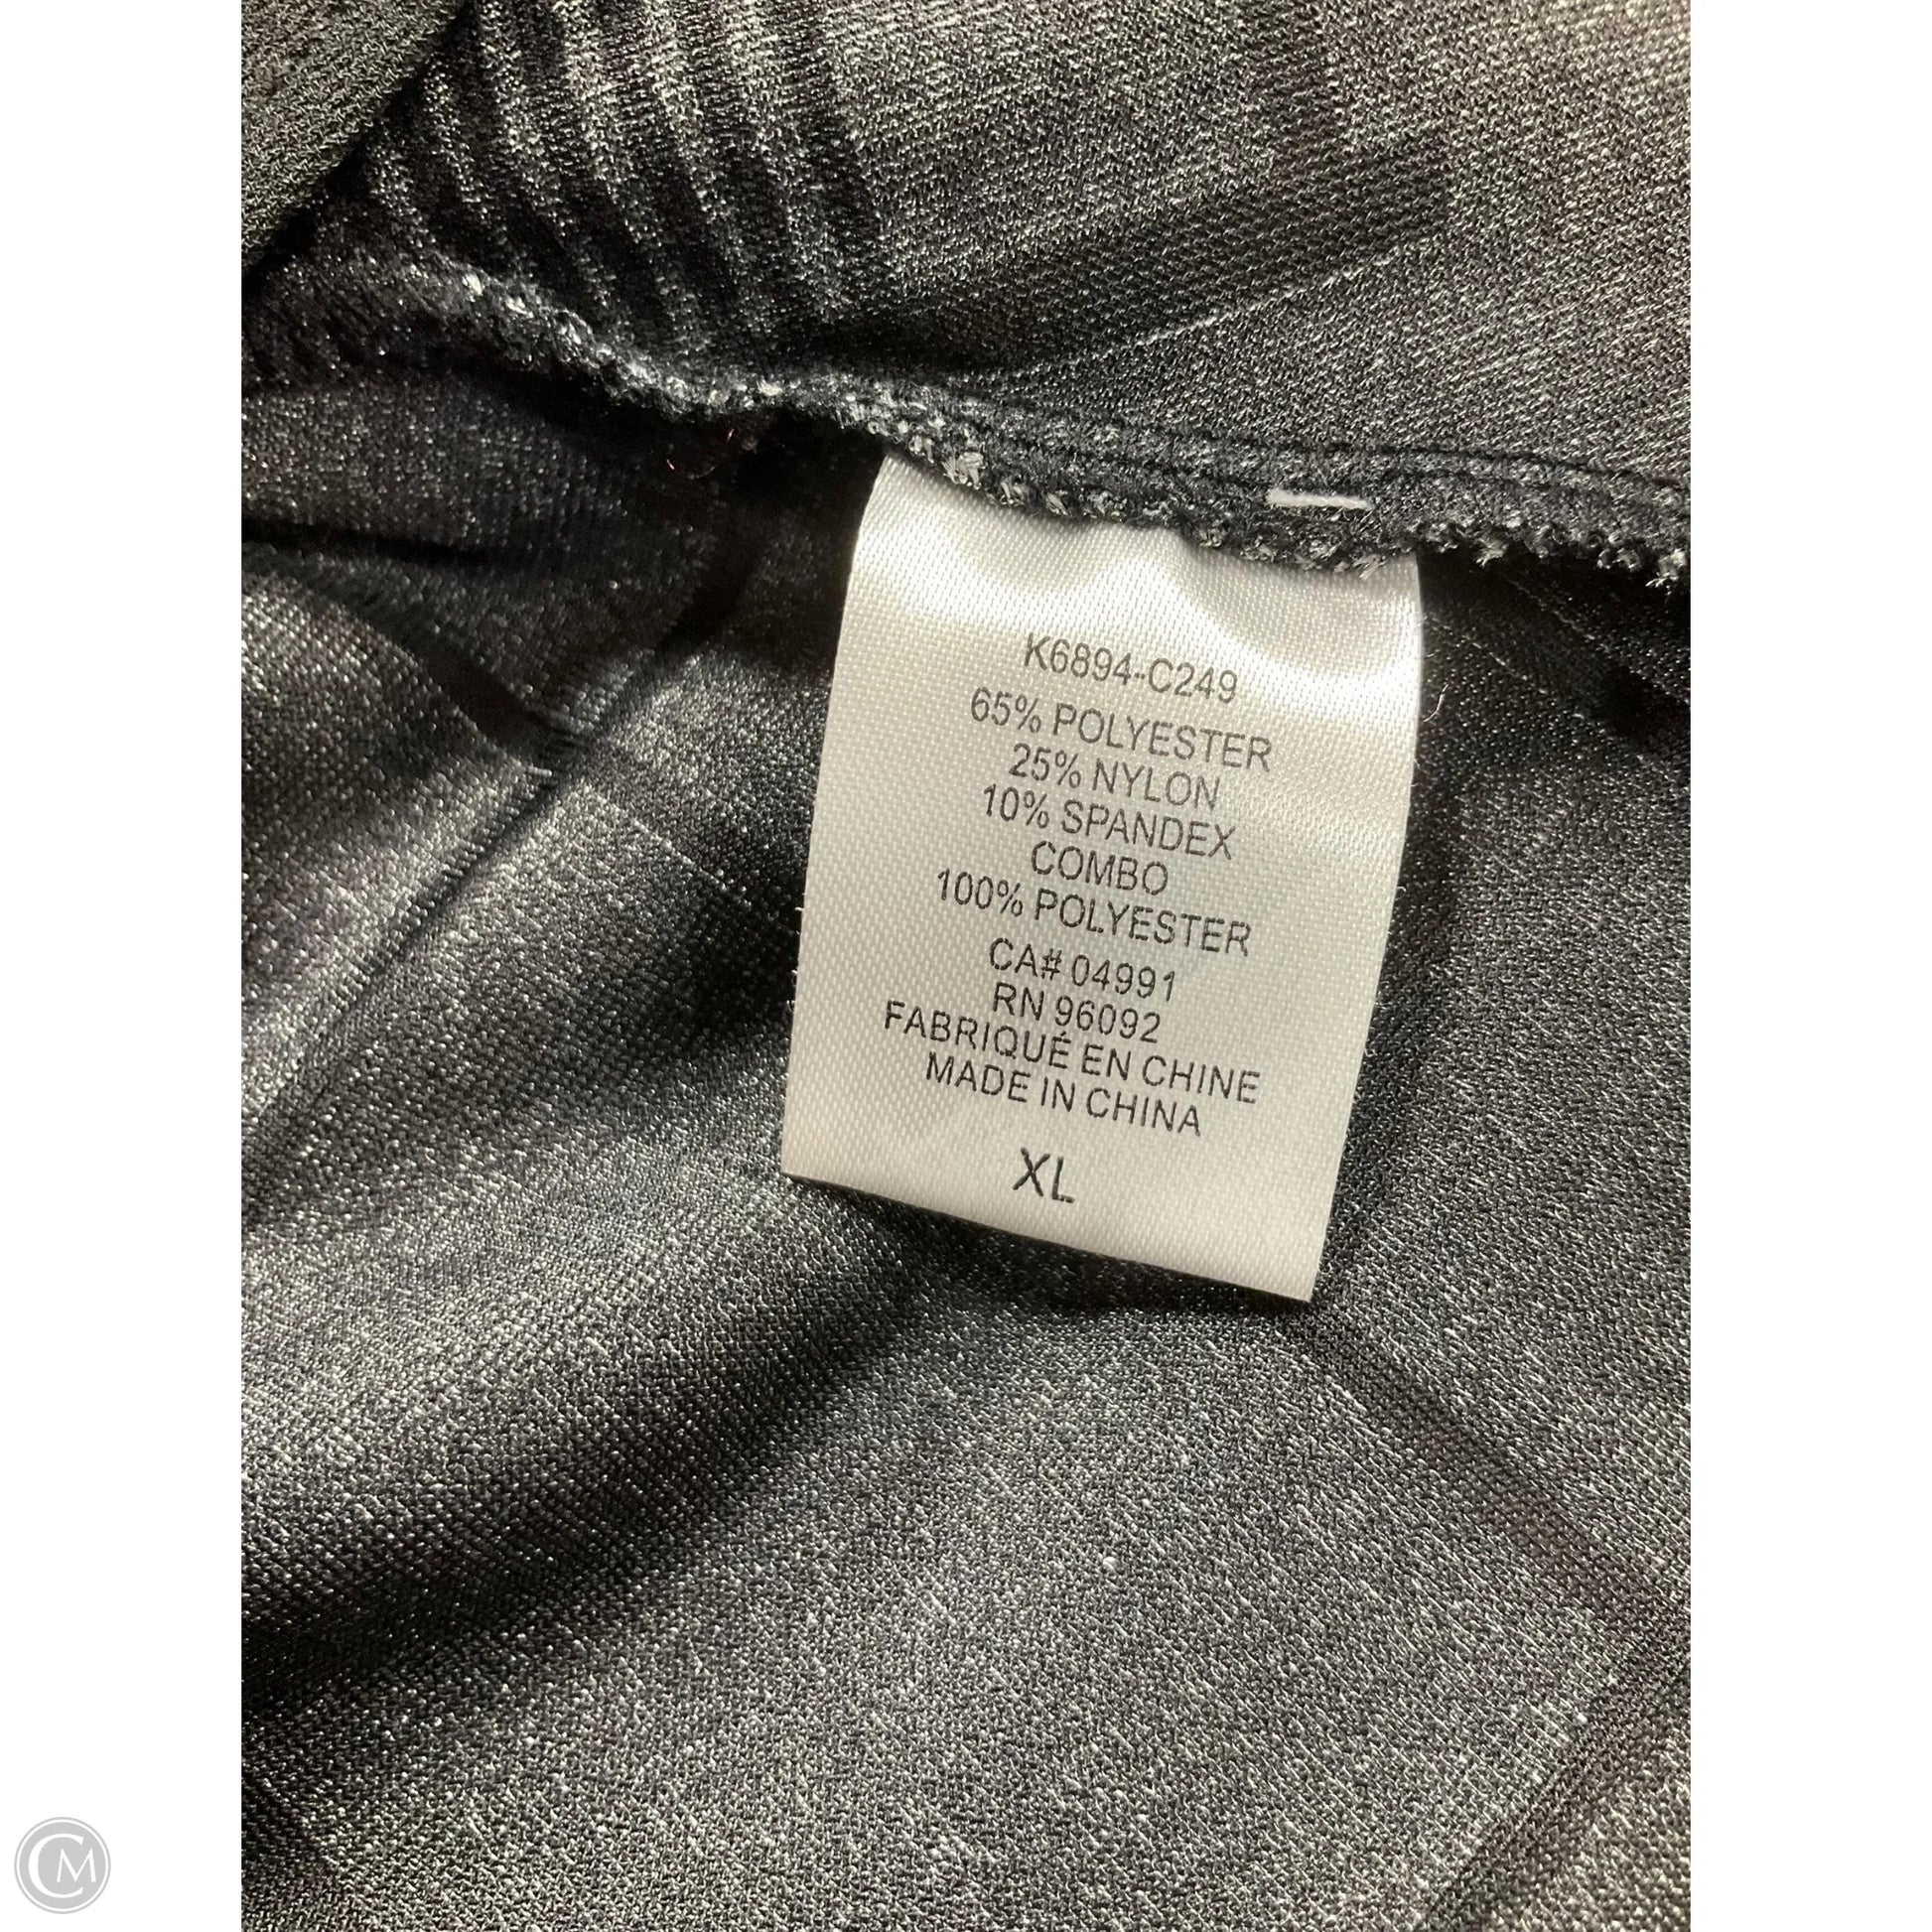 K6894-C249
65% POLYESTER
25% NYLON
10% SPANDEX
COMBO
100% POLYESTER
CA# 04991
RN 96092
FABRIQUÉ EN CHINE
MADE IN CHINA
XL
CM